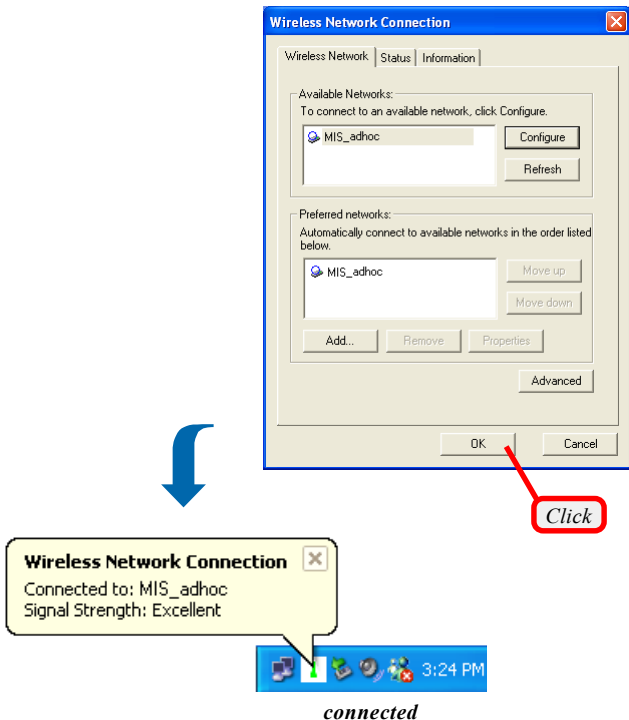 Wireless Network Connection
Wireless Network Status Information
Available Networks:
To connect to an available network, click Configure.
MIS_adhoc
Configure
Refresh
Preferred networks:
Automatically connect to available networks in the order listed
below.
MIS_adhoc
Move up
Move down
Add... Remove Properties
Advanced
OK Cancel
Click
Wireless Network Connection
Connected to: MIS_adhoc
Signal Strength: Excellent
3:24 PM
connected